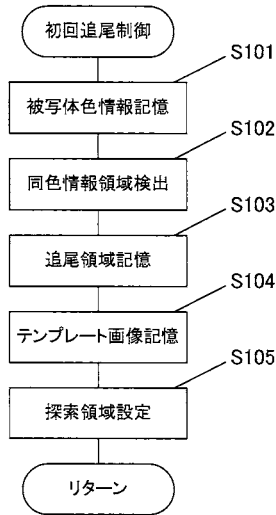 初回追尾制御
S101
被写体色情報記憶
S102
同色情報領域検出
S103
追尾領域記憶
S104
テンプレート画像記憶
S105
探索領域設定
リターン